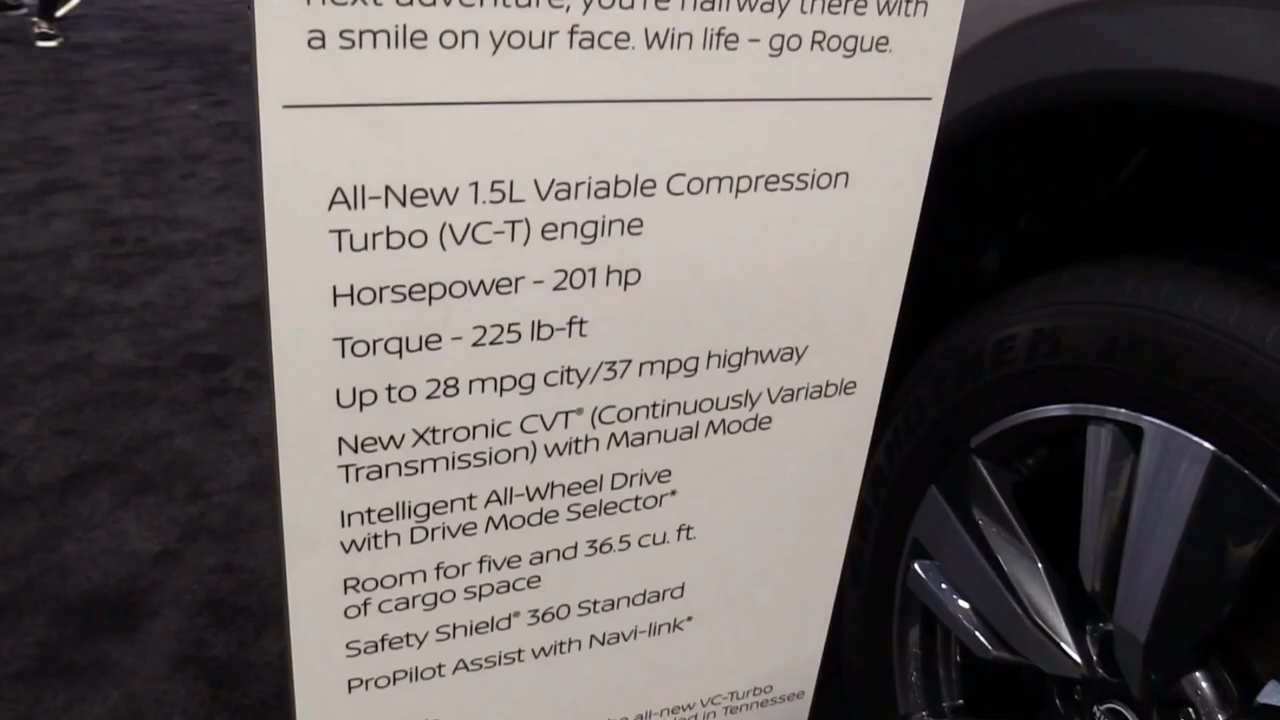 next adventure, you're halfway there with
a smile on your face. Win life – go Rogue.
All-New 1.5L Variable Compression
Turbo (VC-T) engine
Horsepower - 201 hp
Torque - 225 lb-ft
Up to 28 mpg city/37 mpg highway
New Xtronic CVT® (Continuously Variable
Transmission) with Manual Mode
Intelligent All-Wheel Drive
with Drive Mode Selector*
Room for five and 36.5 cu. ft.
of cargo space
Safety Shield® 360 Standard
ProPilot Assist with Navi-link*
all-new VC-Turbo
in Tennessee